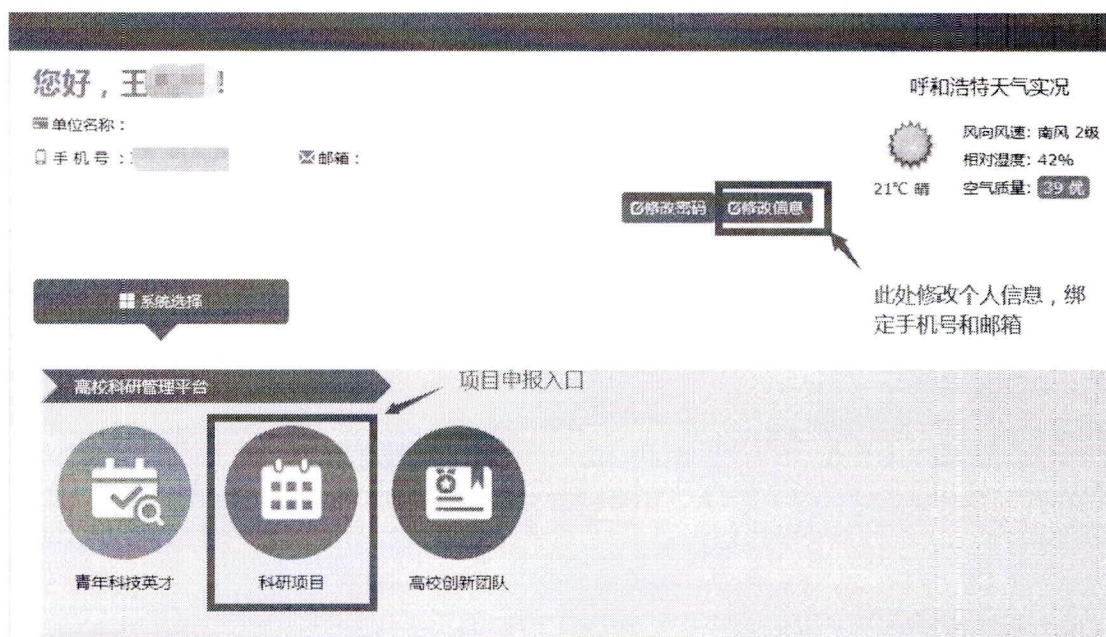 您好，王 ！
单位名称：
手机号：
邮箱：
呼和浩特天气实况
风向风速：南风 2级
相对湿度：42%
21℃ 晴
空气质量：39 优
修改密码
修改信息
此处修改个人信息，绑
定手机号和邮箱
系统选择
高校科研管理平台
项目申报入口
青年科技英才
科研项目
高校创新团队